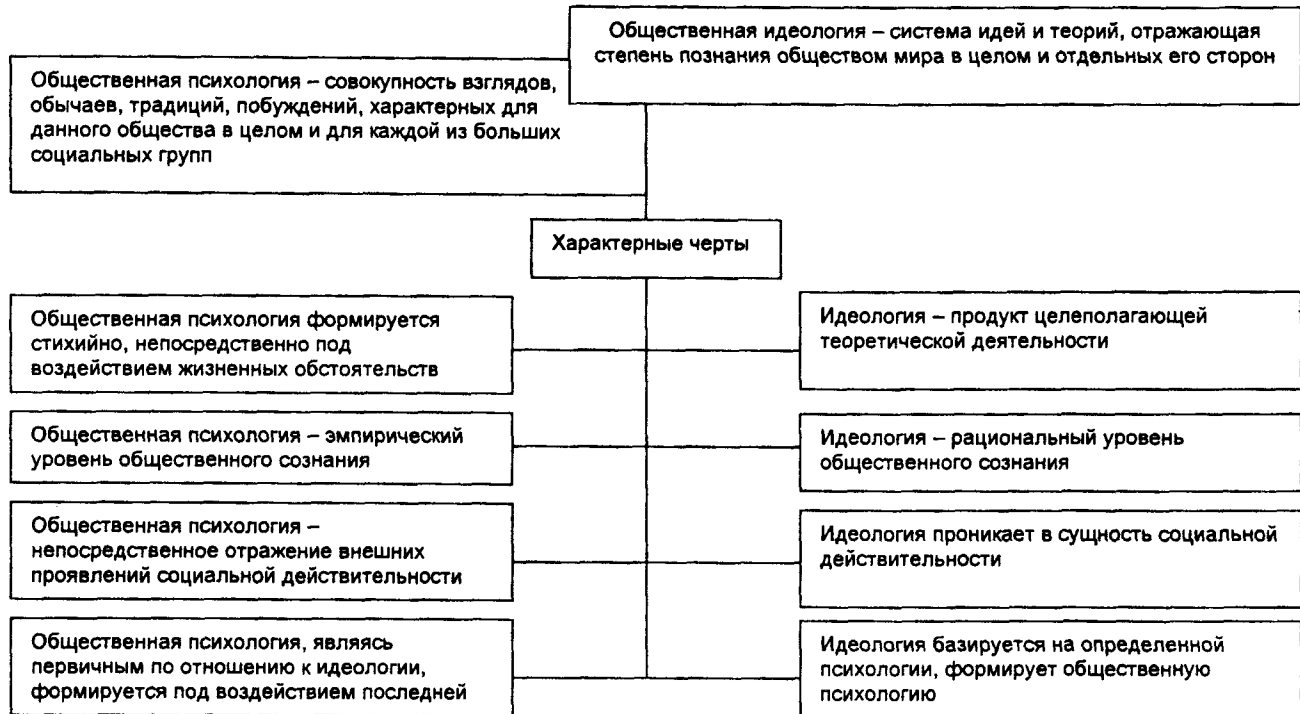 Общественная идеология – система идей и теорий, отражающая
степень познания обществом мира в целом и отдельных его сторон
Общественная психология – совокупность взглядов,
обычаев, традиций, побуждений, характерных для
данного общества в целом и для каждой из больших
социальных групп
Характерные черты
Общественная психология формируется
стихийно, непосредственно под
воздействием жизненных обстоятельств
Идеология – продукт целеполагающей
теоретической деятельности
Общественная психология – эмпирический
уровень общественного сознания
Идеология – рациональный уровень
общественного сознания
Общественная психология –
непосредственное отражение внешних
проявлений социальной действительности
Идеология проникает в сущность социальной
действительности
Общественная психология, являясь
первичным по отношению к идеологии,
формируется под воздействием последней
Идеология базируется на определенной
психологии, формирует общественную
психологию